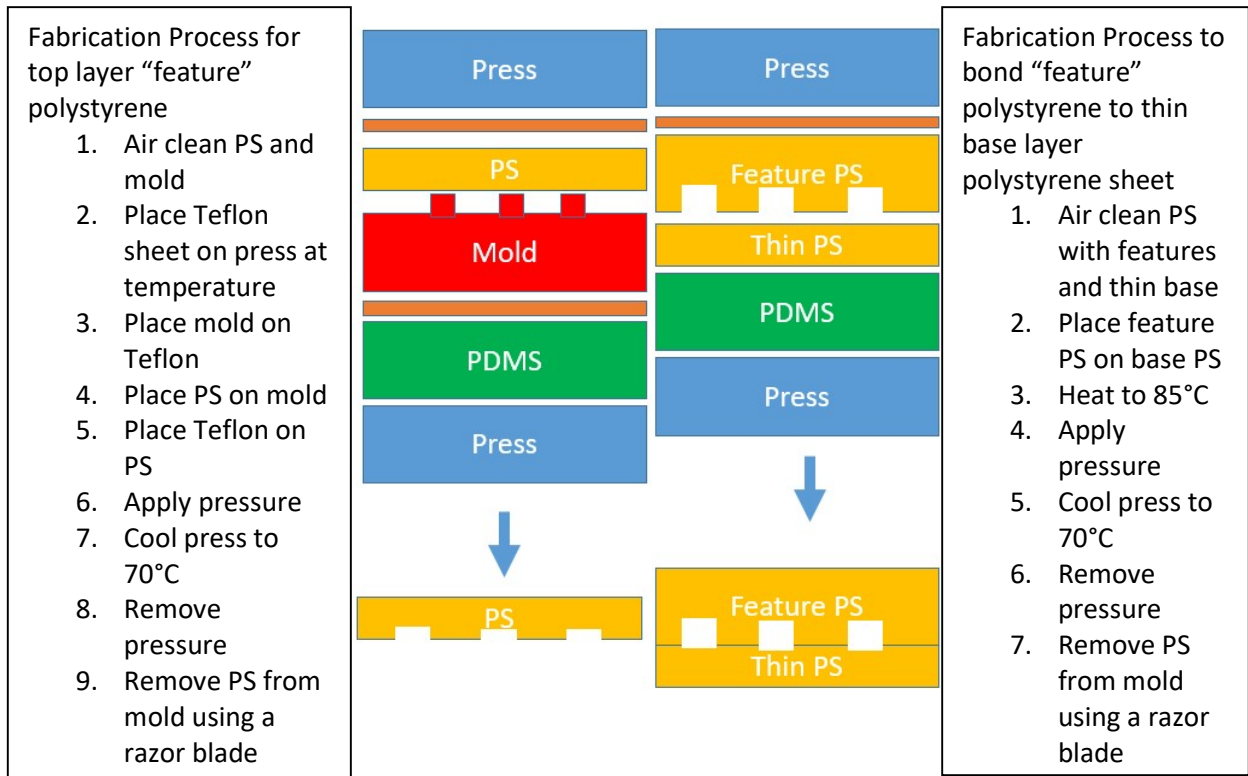 Fabrication Process for
top layer “feature”
polystyrene
1. Air clean PS and
mold
2. Place Teflon
sheet on press at
temperature
3. Place mold on
Teflon
4. Place PS on mold
5. Place Teflon on
PS
6. Apply pressure
7. Cool press to
70°C
8. Remove
pressure
9. Remove PS from
mold using a
razor blade
Press
PS
Mold
PDMS
Press
PS
Press
Feature PS
Thin PS
PDMS
Press
Feature PS
Thin PS
Fabrication Process to
bond “feature”
polystyrene to thin
base layer
polystyrene sheet
1. Air clean PS
with features
and thin base
2. Place feature
PS on base PS
3. Heat to 85°C
4. Apply
pressure
5. Cool press to
70°C
6. Remove
pressure
7. Remove PS
from mold
using a razor
blade